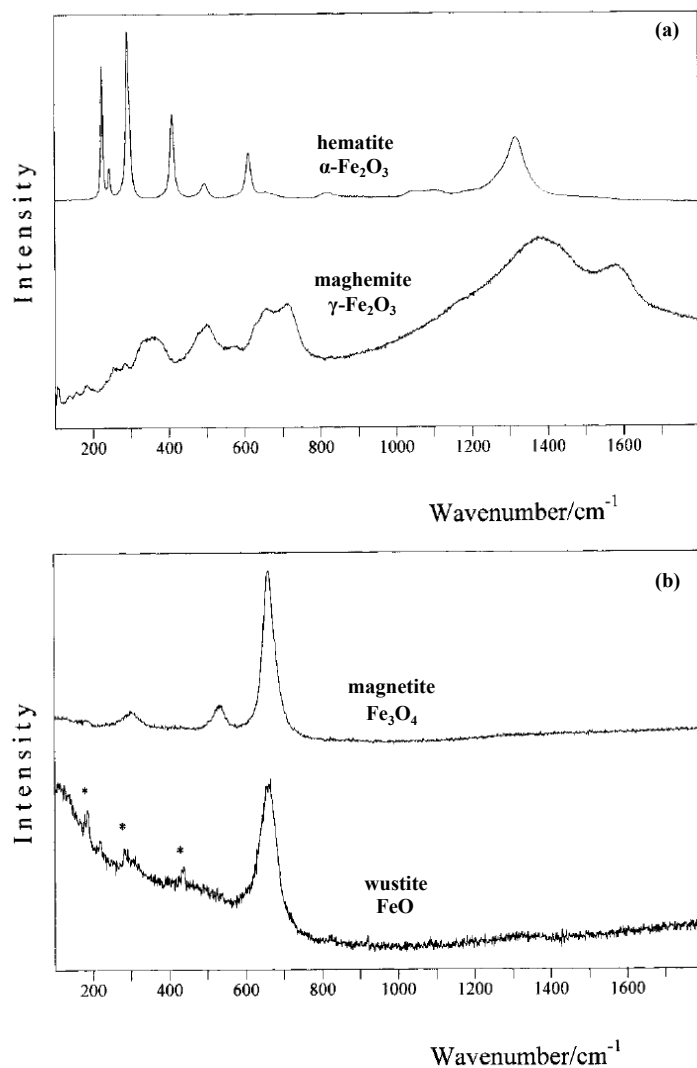 (a)
hematite
α-Fe₂O₃
maghemite
γ-Fe₂O₃
Intensity
200 400 600 800 1000 1200 1400 1600
Wavenumber/cm⁻¹
(b)
magnetite
Fe₃O₄
* * *
wustite
FeO
Intensity
200 400 600 800 1000 1200 1400 1600
Wavenumber/cm⁻¹